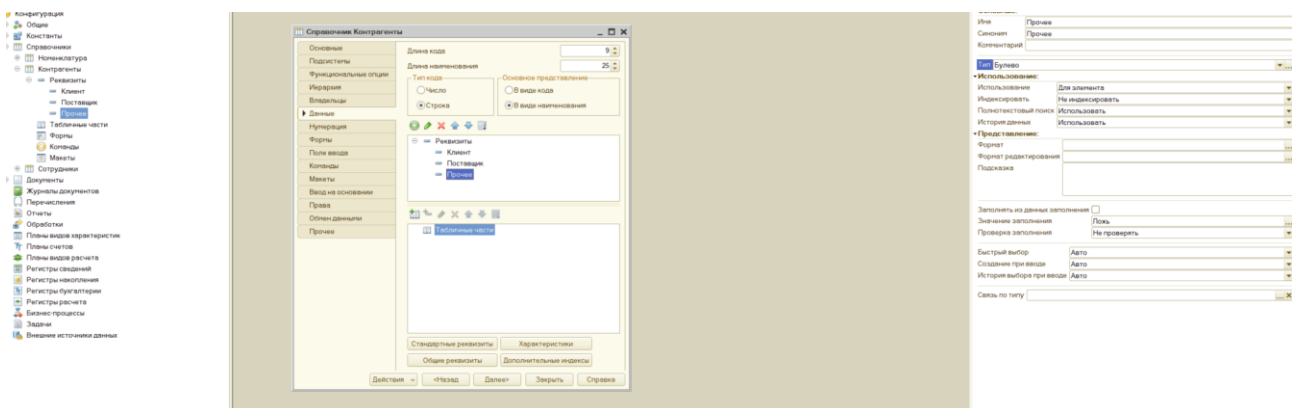 Конфигурация
Общие
Константы
Справочники
Номенклатура
Контрагенты
Реквизиты
Клиент
Поставщик
Прочее
Табличные части
Формы
Команды
Макеты
Сотрудники
Документы
Журналы документов
Перечисления
Отчеты
Обработки
Планы видов характеристик
Планы счетов
Планы видов расчета
Регистры сведений
Регистры накопления
Регистры бухгалтерии
Регистры расчета
Бизнес-процессы
Задачи
Внешние источники данных
Справочник Контрагенты
Основные
Подсистемы
Функциональные опции
Иерархия
Владельцы
Данные
Нумерация
Формы
Поле ввода
Команды
Макеты
Ввод на основании
Права
Обмен данными
Прочее
Длина кода 9
Длина наименования 25
Тип кода
Число
Строка
Основное представление
В виде кода
В виде наименования
Реквизиты
Клиент
Поставщик
Прочее
Табличные части
Стандартные реквизиты Характеристики
Общие реквизиты Дополнительные индексы
Действия <Назад Далее> Закрыть Справка
Имя Прочее
Синоним Прочее
Комментарий
Тип Булево
Использование:
Использование Для элемента
Индексировать Не индексировать
Полнотекстовый поиск Использовать
История данных Использовать
Представление:
Формат
Формат редактирования
Подсказка
Заполнять из данных заполнения
Значение заполнения Ложь
Проверка заполнения Не проверять
Быстрый выбор Авто
Создание при вводе Авто
История выбора при вводе Авто
Связь по типу